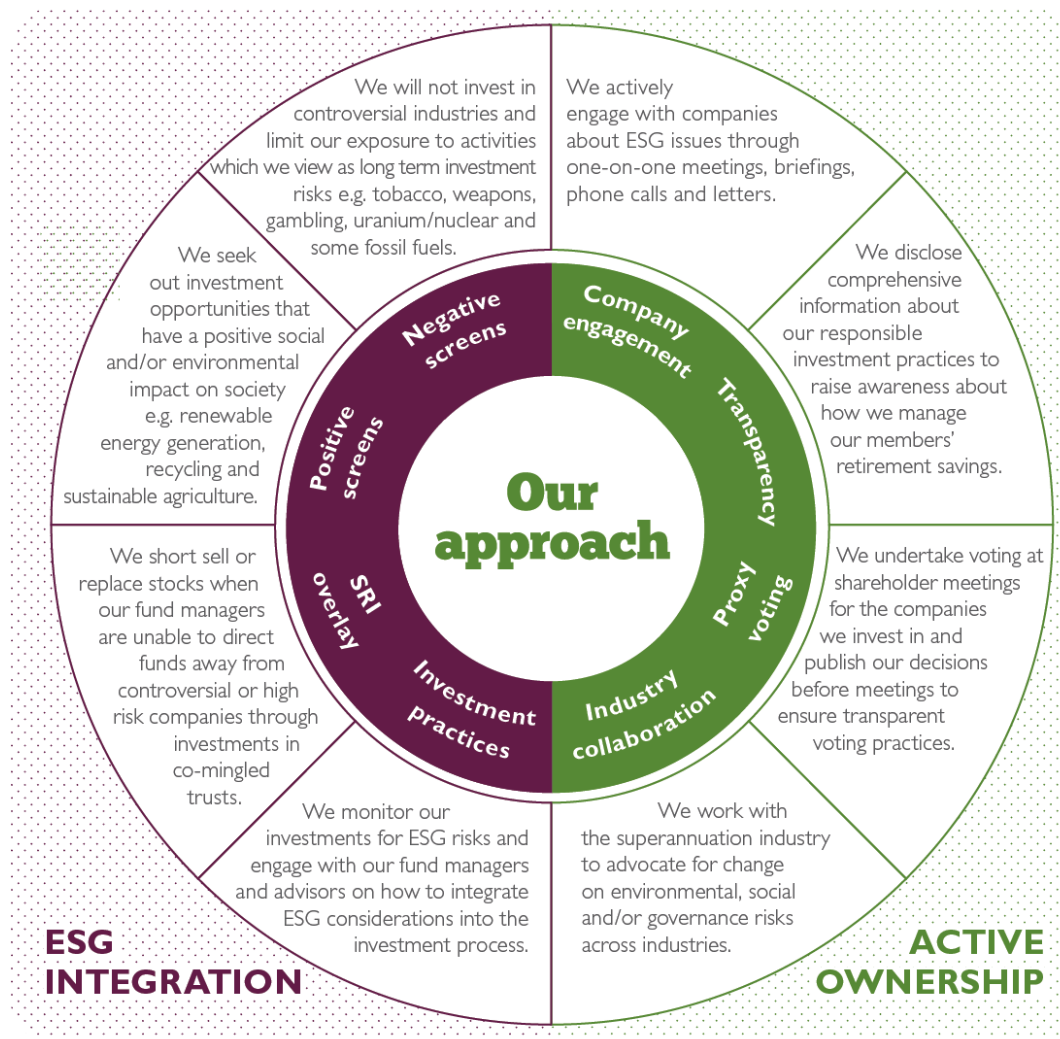 We will not invest in
controversial industries and
limit our exposure to activities
which we view as long term investment
risks e.g. tobacco, weapons,
gambling, uranium/nuclear and
some fossil fuels.
We actively
engage with companies
about ESG issues through
one-on-one meetings, briefings,
phone calls and letters.
We seek
out investment
opportunities that
have a positive social
and/or environmental
impact on society
e.g. renewable
energy generation,
recycling and
sustainable agriculture.
We disclose
comprehensive
information about
our responsible
investment practices to
raise awareness about
how we manage
our members’
retirement savings.
Negative
screens
Company
engagement
Positive
screens
Transparency
Our
approach
SRI
overlay
Proxy
voting
Investment
practices
Industry
collaboration
We short sell or
replace stocks when
our fund managers
are unable to direct
funds away from
controversial or high
risk companies through
investments in
co-mingled
trusts.
We undertake voting at
shareholder meetings
for the companies
we invest in and
publish our decisions
before meetings to
ensure transparent
voting practices.
We monitor our
investments for ESG risks and
engage with our fund managers
and advisors on how to integrate
ESG considerations into the
investment process.
We work with
the superannuation industry
to advocate for change
on environmental, social
and/or governance risks
across industries.
ESG
INTEGRATION
ACTIVE
OWNERSHIP